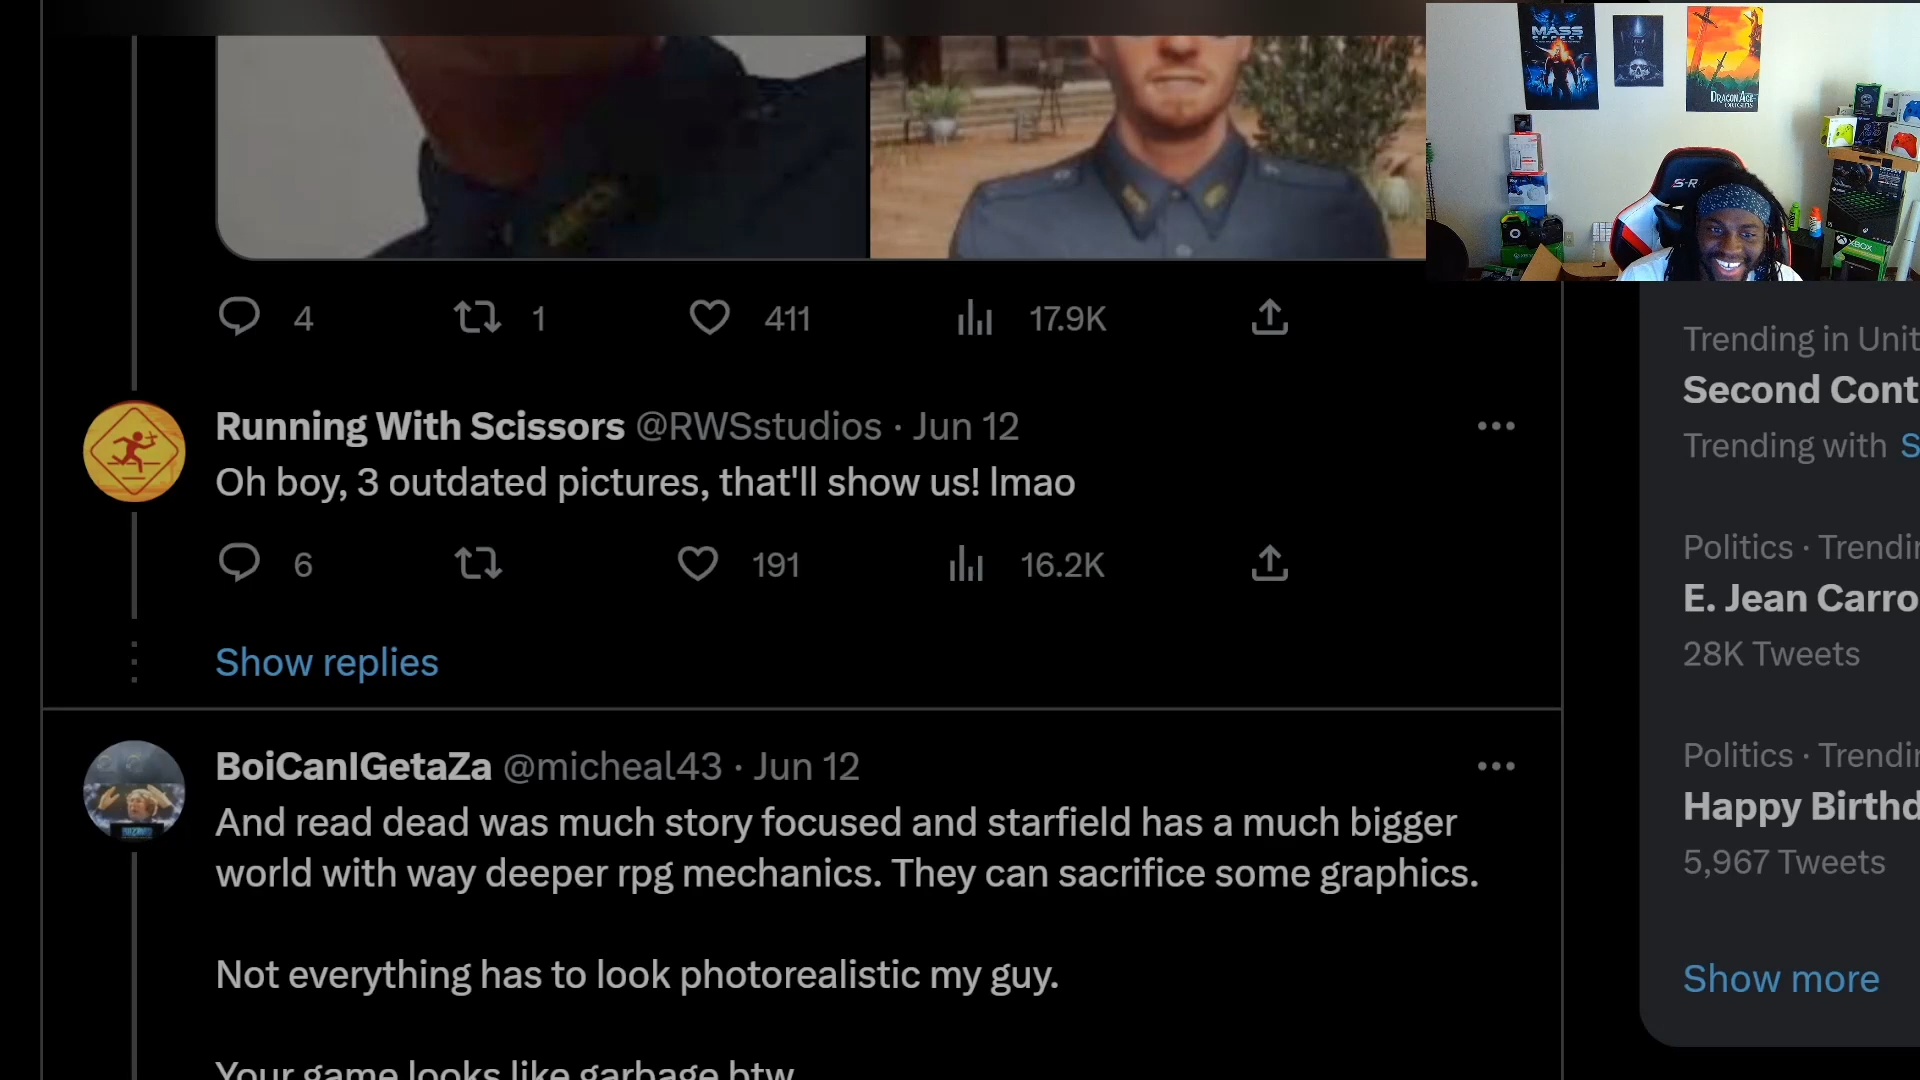 MASS
EFFECT
DRAGON AGE
ORIGINS
S-R
XBOX
4
1
411
17.9K
Trending in Unit
Second Cont
Trending with S
Running With Scissors @RWSstudios · Jun 12
Oh boy, 3 outdated pictures, that'll show us! lmao
6
191
16.2K
Show replies
Politics · Trendin
E. Jean Carro
28K Tweets
BoiCanIGetaZa @micheal43 · Jun 12
And read dead was much story focused and starfield has a much bigger
world with way deeper rpg mechanics. They can sacrifice some graphics.
Not everything has to look photorealistic my guy.
Your game looks like garbage btw
Politics · Trendin
Happy Birthd
5,967 Tweets
Show more